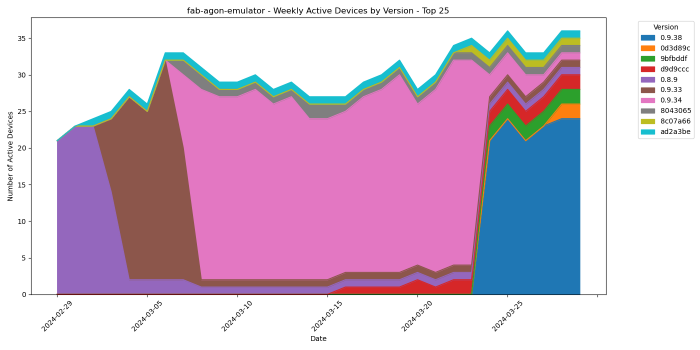 fab-agon-emulator - Weekly Active Devices by Version - Top 25
Number of Active Devices
35
30
25
20
15
10
5
0
2024-02-29
2024-03-05
2024-03-10
2024-03-15
2024-03-20
2024-03-25
Date
Version
0.9.38
0d3d89c
9bfbddf
d9d9ccc
0.8.9
0.9.33
0.9.34
8043065
8c07a66
ad2a3be